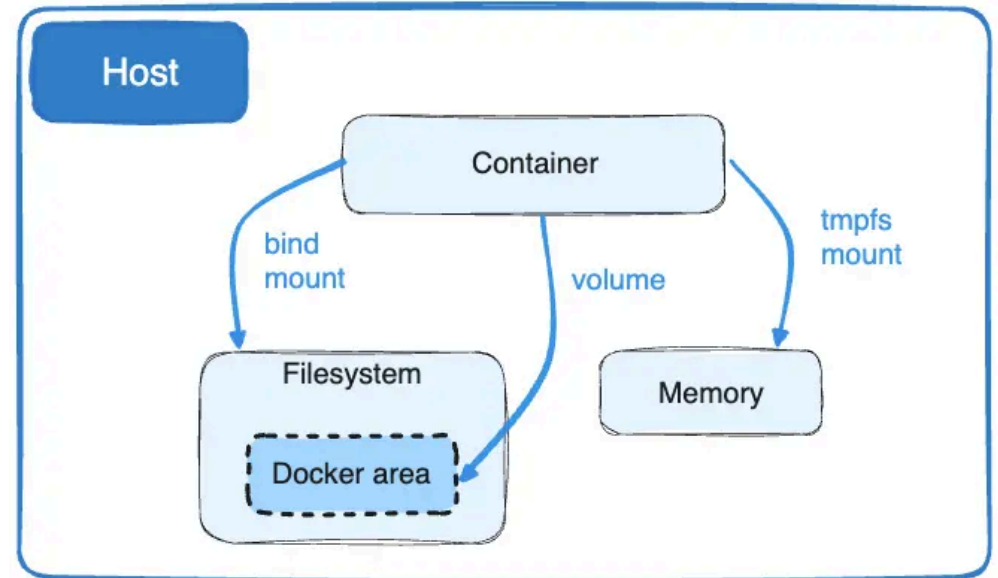 Host
Container
bind
mount
volume
tmpfs
mount
Filesystem
Memory
Docker area